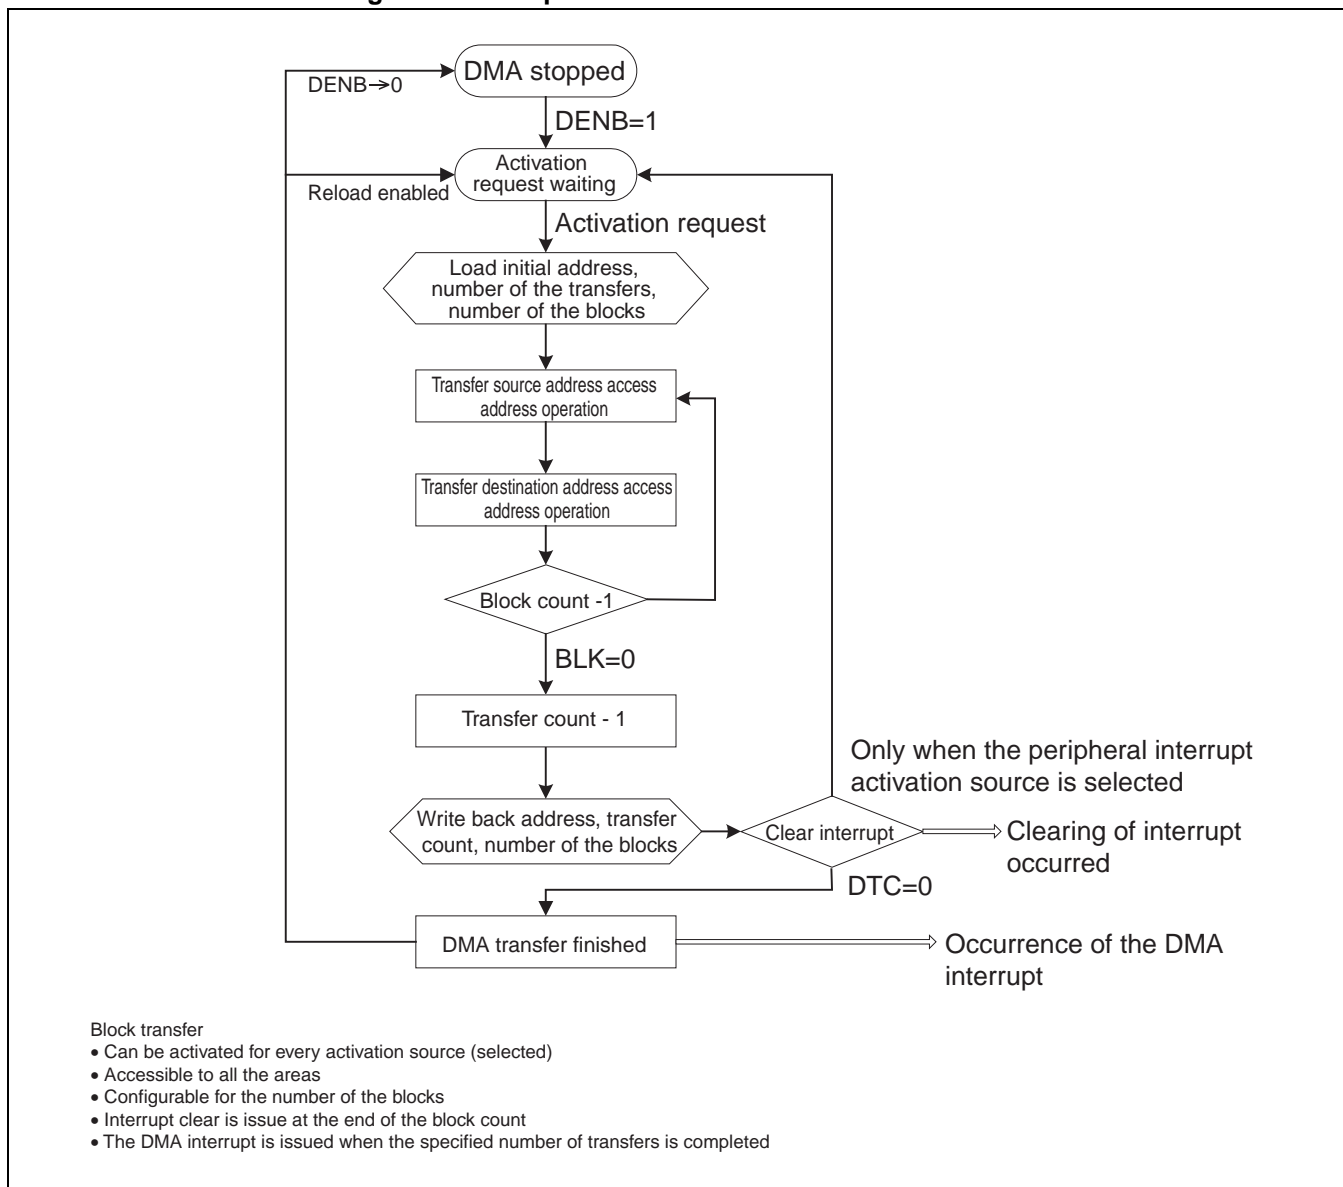 DMA stopped
DENB→0
DENB=1
Activation
request waiting
Reload enabled
Activation request
Load initial address,
number of the transfers,
number of the blocks
Transfer source address access
address operation
Transfer destination address access
address operation
Block count -1
BLK=0
Transfer count - 1
Only when the peripheral interrupt
activation source is selected
Write back address, transfer
count, number of the blocks
Clear interrupt
Clearing of interrupt
occurred
DTC=0
DMA transfer finished
Occurrence of the DMA
interrupt
Block transfer
• Can be activated for every activation source (selected)
• Accessible to all the areas
• Configurable for the number of the blocks
• Interrupt clear is issue at the end of the block count
• The DMA interrupt is issued when the specified number of transfers is completed